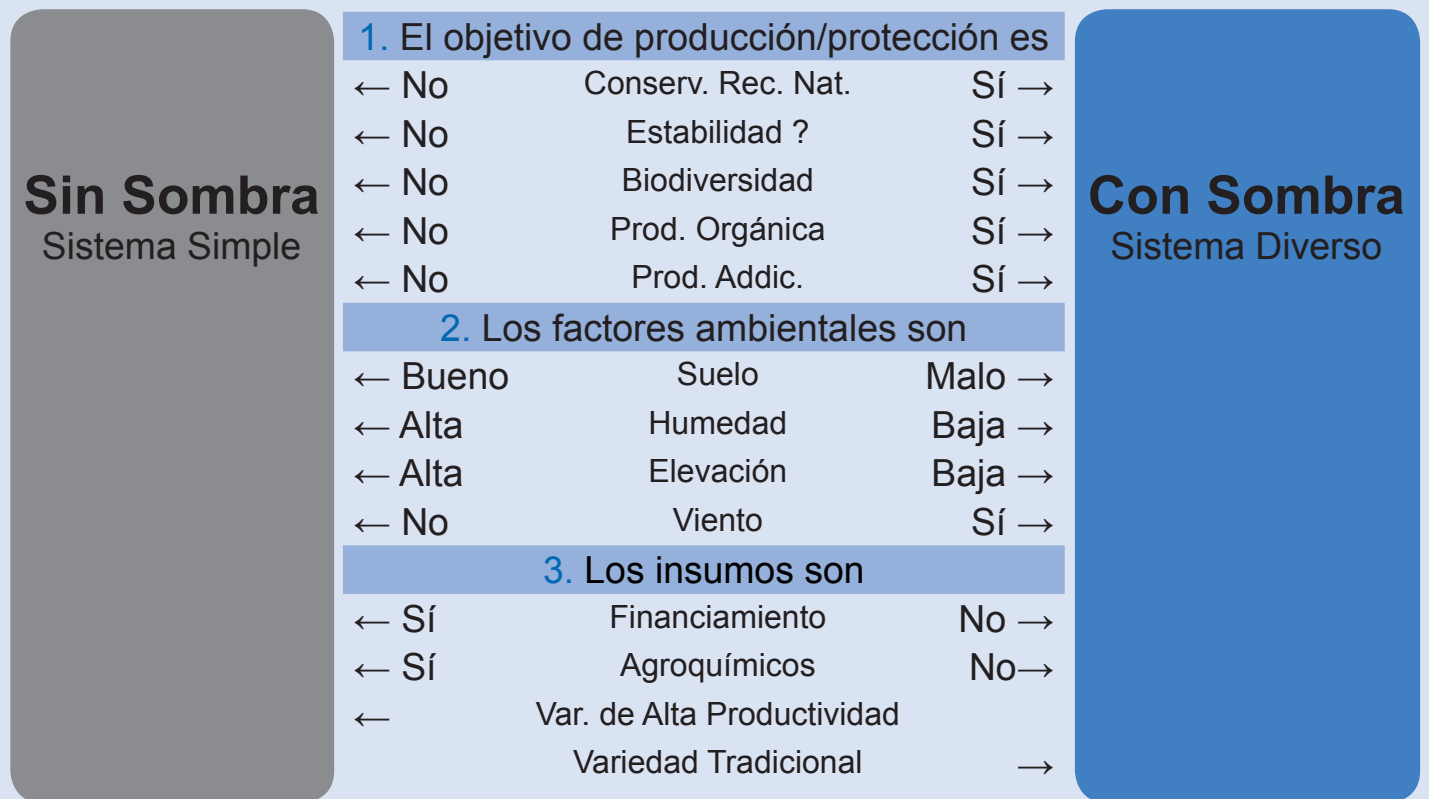 Sin Sombra
Sistema Simple
1. El objetivo de producción/protección es
← No Conserv. Rec. Nat. Sí →
← No Estabilidad ? Sí →
← No Biodiversidad Sí →
← No Prod. Orgánica Sí →
← No Prod. Addic. Sí →
2. Los factores ambientales son
← Bueno Suelo Malo →
← Alta Humedad Baja →
← Alta Elevación Baja →
← No Viento Sí →
3. Los insumos son
← Sí Financiamiento No →
← Sí Agroquímicos No→
← Var. de Alta Productividad
Variedad Tradicional →
Con Sombra
Sistema Diverso